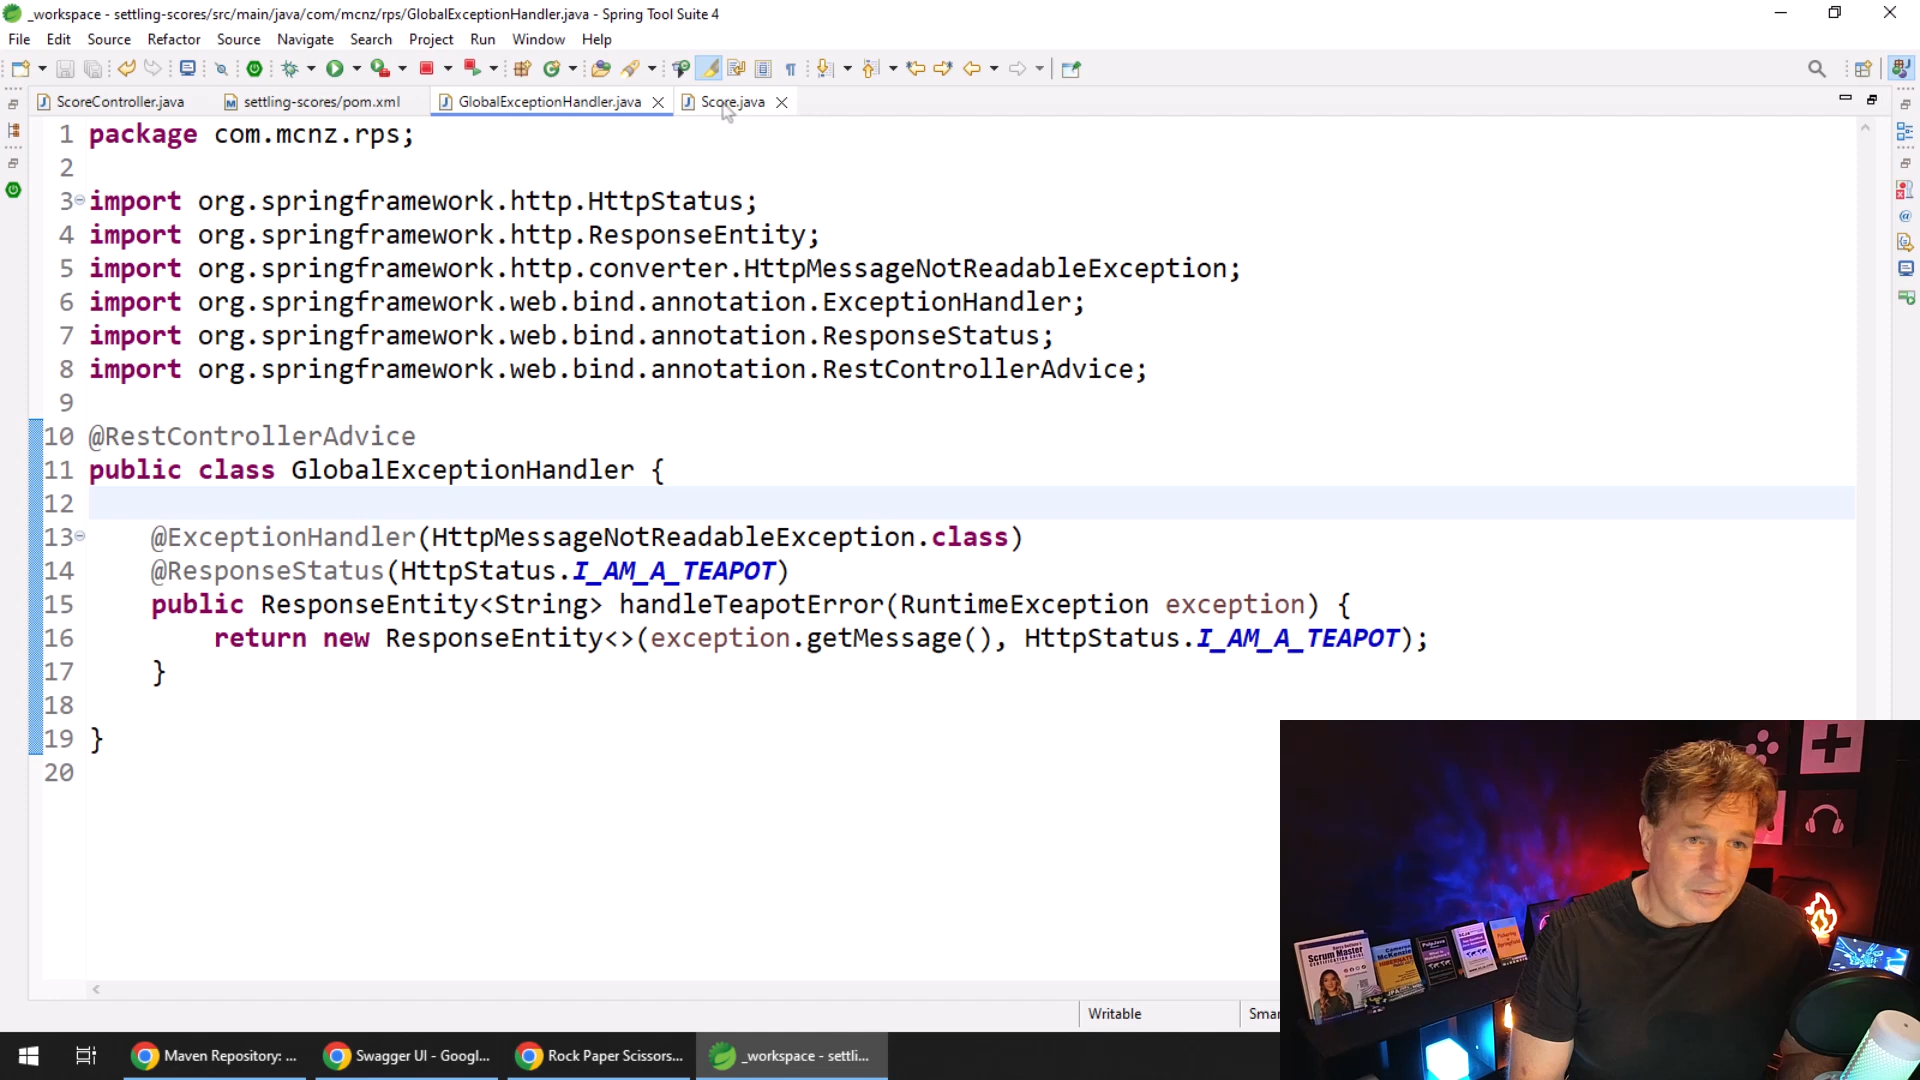 _workspace - settling-scores/src/main/java/com/mcnz/rps/GlobalExceptionHandler.java - Spring Tool Suite 4
File Edit Source Refactor Source Navigate Search Project Run Window Help
ScoreController.java settling-scores/pom.xml GlobalExceptionHandler.java Score.java
1 package com.mcnz.rps;
2
3 import org.springframework.http.HttpStatus;
4 import org.springframework.http.ResponseEntity;
5 import org.springframework.http.converter.HttpMessageNotReadableException;
6 import org.springframework.web.bind.annotation.ExceptionHandler;
7 import org.springframework.web.bind.annotation.ResponseStatus;
8 import org.springframework.web.bind.annotation.RestControllerAdvice;
9
10 @RestControllerAdvice
11 public class GlobalExceptionHandler {
12
13 @ExceptionHandler(HttpMessageNotReadableException.class)
14 @ResponseStatus(HttpStatus.I_AM_A_TEAPOT)
15 public ResponseEntity<String> handleTeapotError(RuntimeException exception) {
16 return new ResponseEntity<>(exception.getMessage(), HttpStatus.I_AM_A_TEAPOT);
17 }
18
19 }
20
Writable Smar
Scrum Master
CERTIFICATION GUIDE
Cameron McKenzie
HIBERNATE
Maven Repository: ... Swagger UI - Googl... Rock Paper Scissors... _workspace - settli...